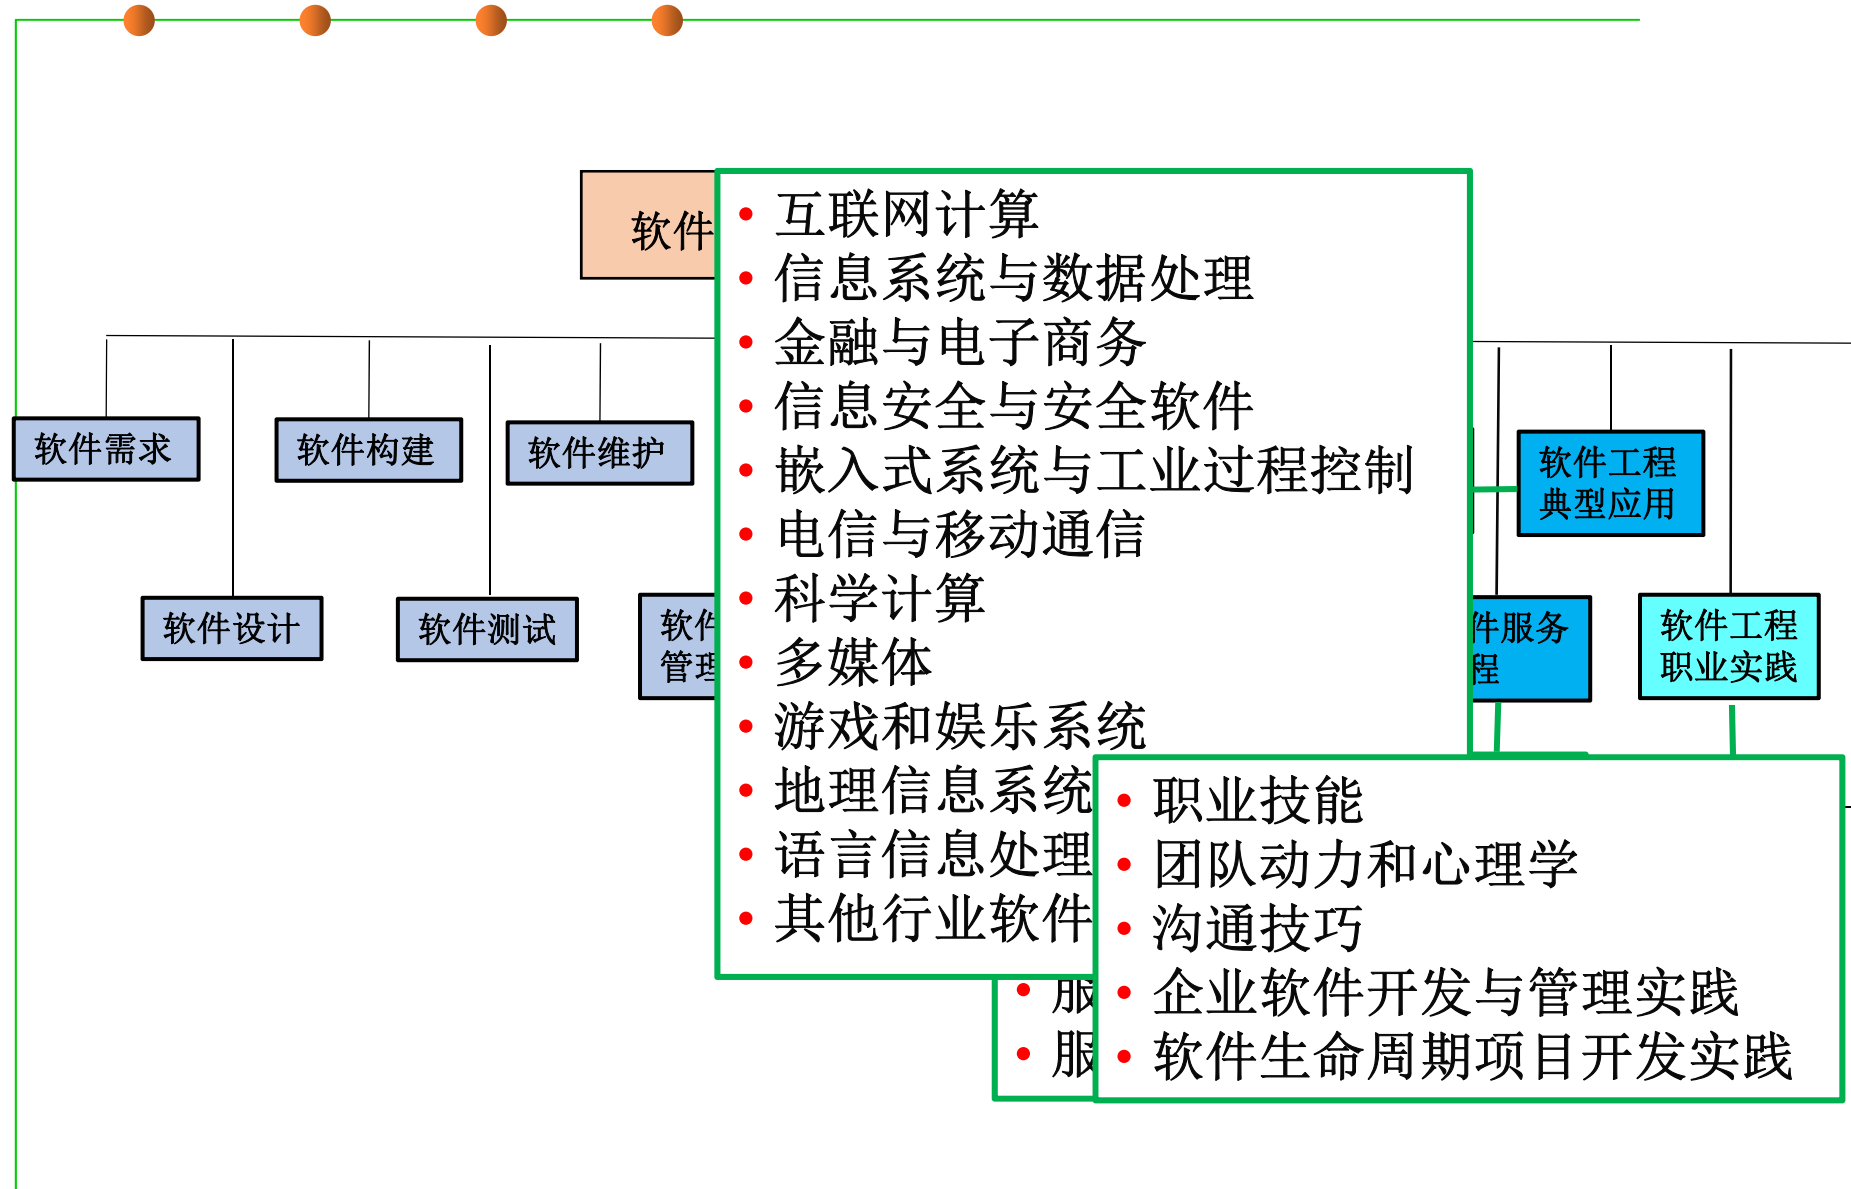 软件
• 互联网计算
• 信息系统与数据处理
• 金融与电子商务
• 信息安全与安全软件
• 嵌入式系统与工业过程控制
• 电信与移动通信
• 科学计算
• 多媒体
• 游戏和娱乐系统
• 地理信息系统
• 语言信息处理
• 其他行业软件
软件需求
软件构建
软件维护
软件工程
典型应用
软件设计
软件测试
软件
管理
件服务
程
软件工程
职业实践
• 服
• 服
• 职业技能
• 团队动力和心理学
• 沟通技巧
• 企业软件开发与管理实践
• 软件生命周期项目开发实践